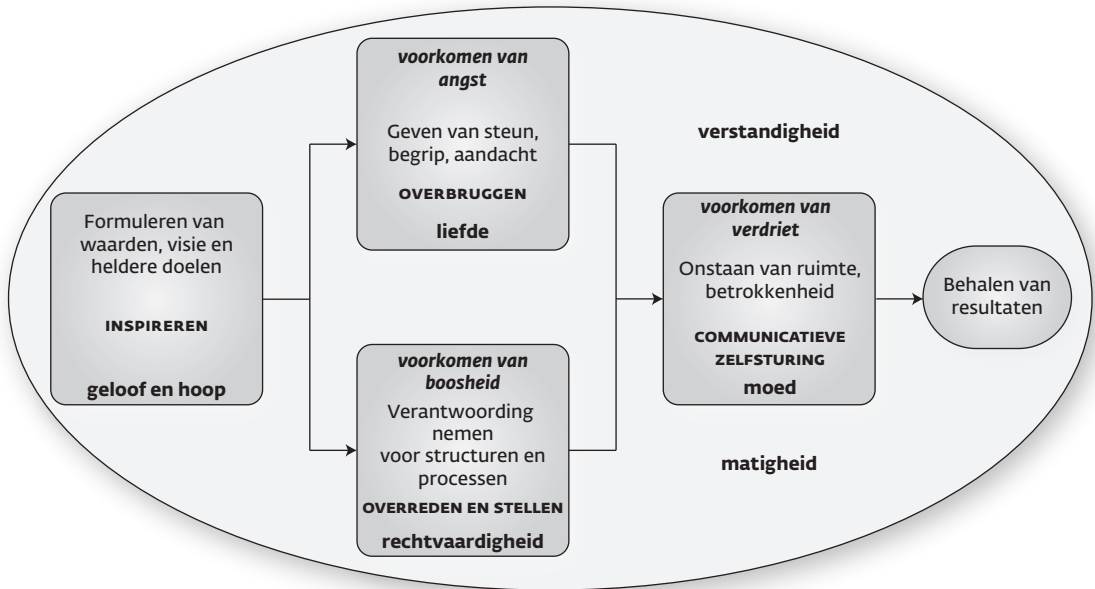 Formuleren van
waarden, visie en
heldere doelen
INSPIREREN
geloof en hoop
voorkomen van
angst
Geven van steun,
begrip, aandacht
OVERBRUGGEN
liefde
voorkomen van
boosheid
Verantwoording
nemen
voor structuren en
processen
OVERREDEN EN STELLEN
rechtvaardigheid
verstandigheid
voorkomen van
verdriet
Onstaan van ruimte,
betrokkenheid
COMMUNICATIEVE
ZELFSTURING
moed
matigheid
Behalen van
resultaten